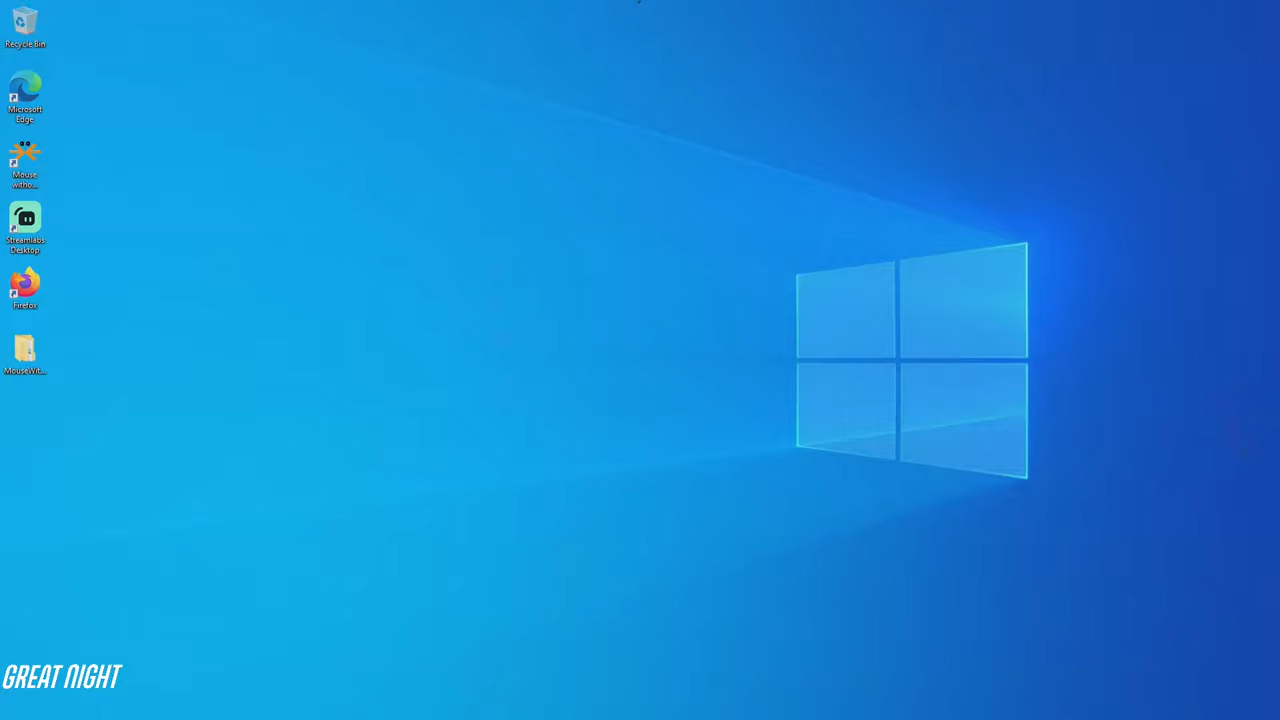 Recycle Bin
Microsoft
Edge
Mouse
witho...
Streamlabs
Desktop
Firefox
MouseWit...
GREAT NIGHT